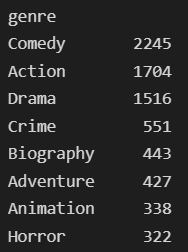 genre
Comedy 2245
Action 1704
Drama 1516
Crime 551
Biography 443
Adventure 427
Animation 338
Horror 322